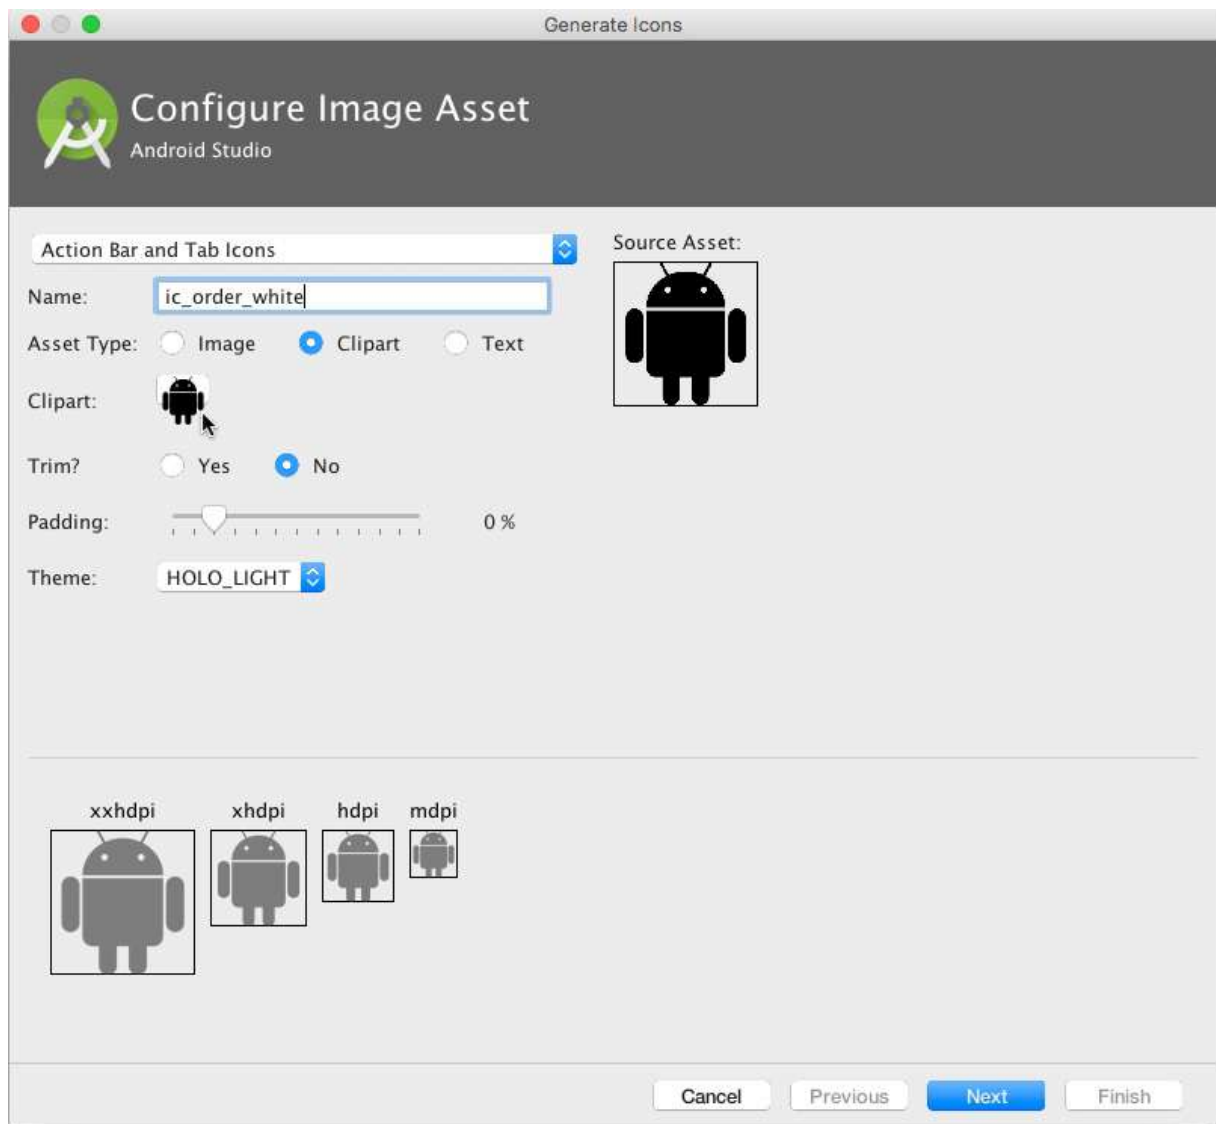 Generate Icons
Configure Image Asset
Android Studio
Action Bar and Tab Icons
Source Asset:
Name: ic_order_white
Asset Type: Image Clipart Text
Clipart:
Trim? Yes No
Padding: 0 %
Theme: HOLO_LIGHT
xxhdpi xhdpi hdpi mdpi
Cancel Previous Next Finish